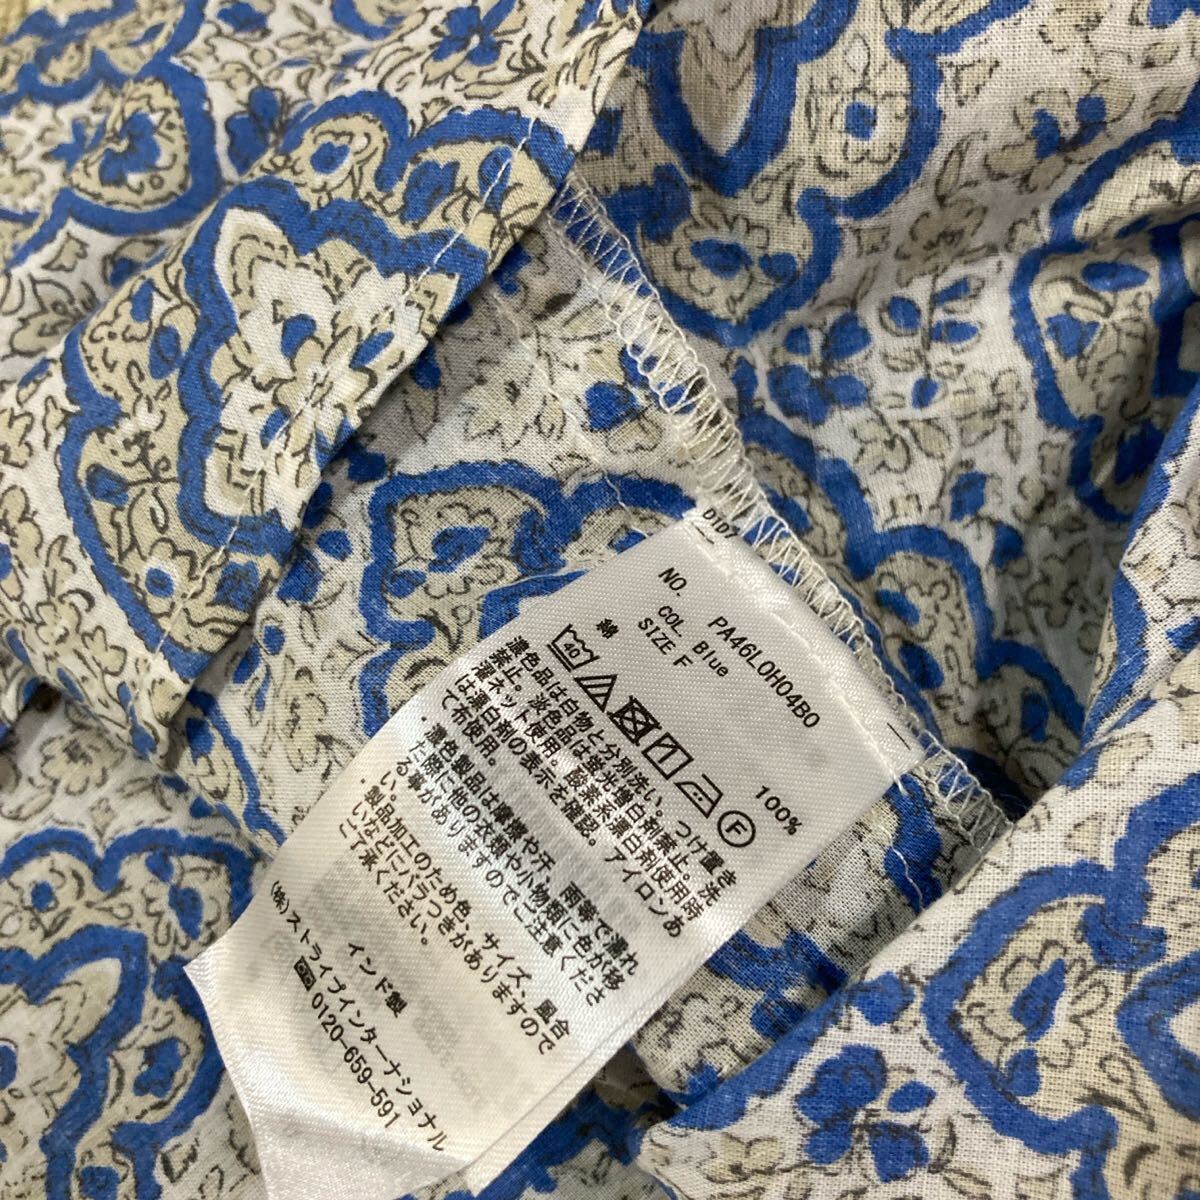 D1D1
NO. PA46L0H04B0
COL. Blue
SIZE F
綿 100%
40
F
濃色品は白物と分別洗い。つけ置き洗
濃止。淡色品は蛍光増白剤禁止。使用時
ネット使用。酸素系漂白剤使用時
濯は漂白剤の表示を確認。アイロンあ
て布使用。
・濃色製品は摩擦や汗、雨等で濡れ
た際に他の衣類や小物類に色が移
る事がありますのでご注意くださ
い。
・製品加工のため色、サイズ、風合
いなどにバラつきがありますので
ご了承ください。
インド製
(株)ストライプインターナショナル
0120-659-591